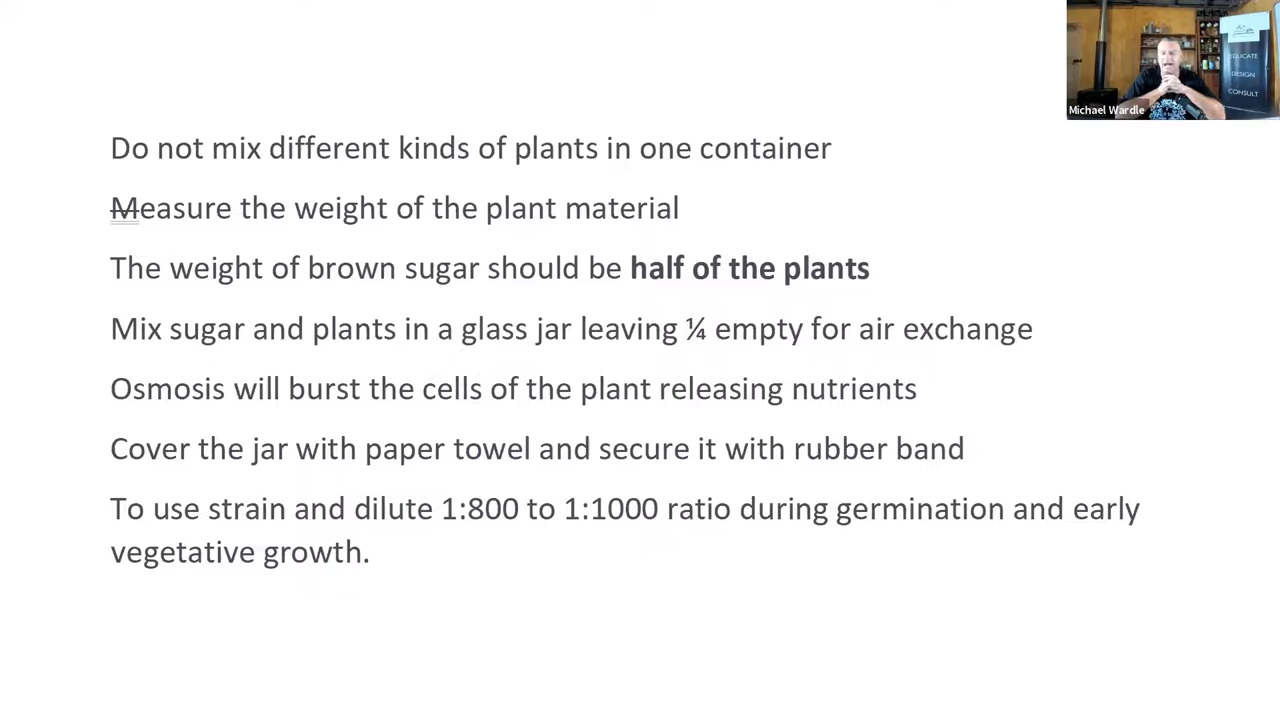 EDUCATE
DESIGN
CONSULT
Michael Wardle
Do not mix different kinds of plants in one container
Measure the weight of the plant material
The weight of brown sugar should be half of the plants
Mix sugar and plants in a glass jar leaving ¼ empty for air exchange
Osmosis will burst the cells of the plant releasing nutrients
Cover the jar with paper towel and secure it with rubber band
To use strain and dilute 1:800 to 1:1000 ratio during germination and early
vegetative growth.